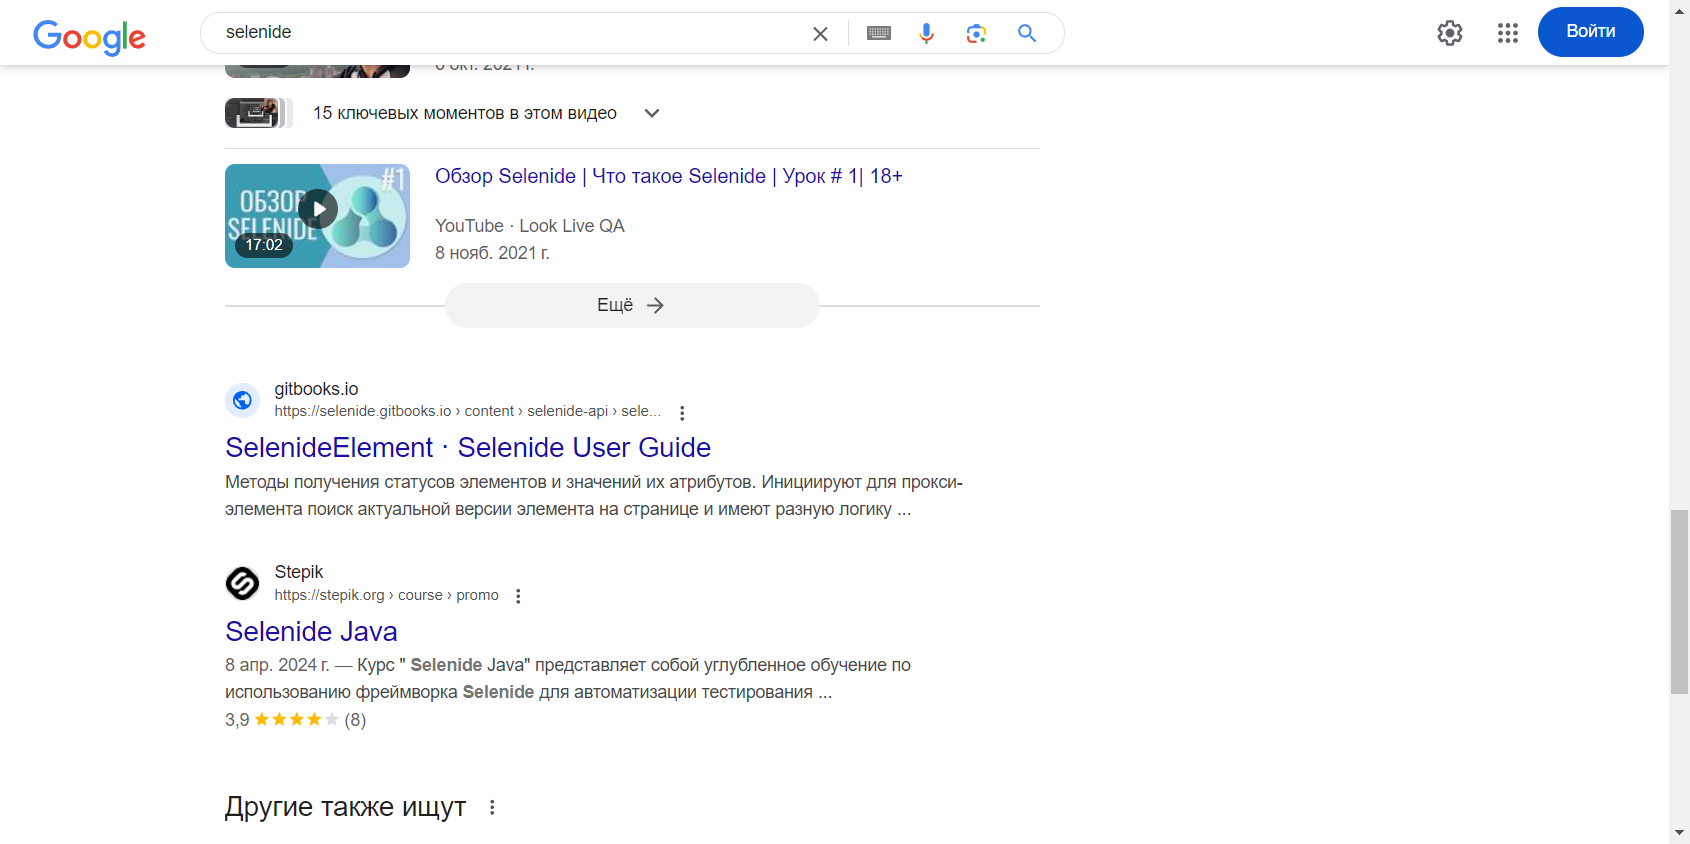 Google
selenide
Войти
6 окт. 2021 г.
15 ключевых моментов в этом видео
#1
ОБЗОР
SELENIDE
17:02
Обзор Selenide | Что такое Selenide | Урок # 1| 18+
YouTube · Look Live QA
8 нояб. 2021 г.
Ещё
gitbooks.io
https://selenide.gitbooks.io › content › selenide-api › sele...
SelenideElement · Selenide User Guide
Методы получения статусов элементов и значений их атрибутов. Инициируют для прокси-
элемента поиск актуальной версии элемента на странице и имеют разную логику ...
Stepik
https://stepik.org › course › promo
Selenide Java
8 апр. 2024 г. — Курс " Selenide Java" представляет собой углубленное обучение по
использованию фреймворка Selenide для автоматизации тестирования ...
3,9 (8)
Другие также ищут